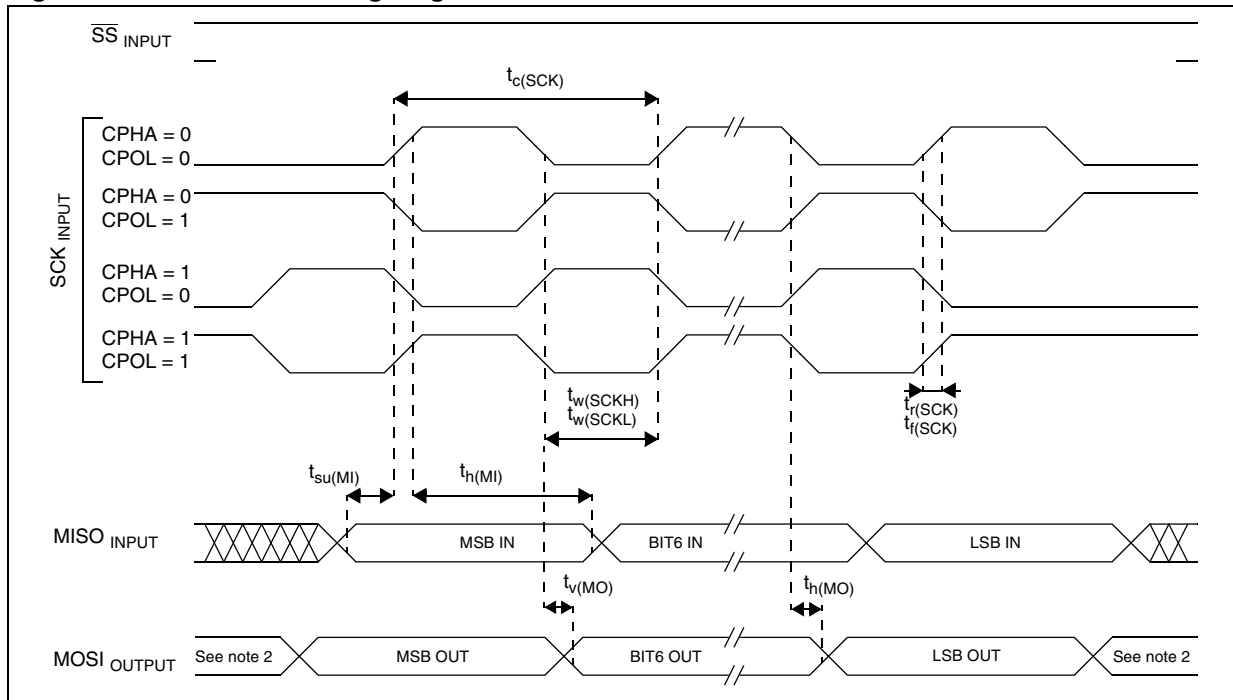 SS INPUT
tc(SCK)
SCK INPUT
CPHA = 0
CPOL = 0
CPHA = 0
CPOL = 1
CPHA = 1
CPOL = 0
CPHA = 1
CPOL = 1
tw(SCKH)
tw(SCKL)
tr(SCK)
tf(SCK)
tsu(MI)
th(MI)
MISO INPUT
MSB IN
BIT6 IN
LSB IN
tv(MO)
th(MO)
MOSI OUTPUT
See note 2
MSB OUT
BIT6 OUT
LSB OUT
See note 2